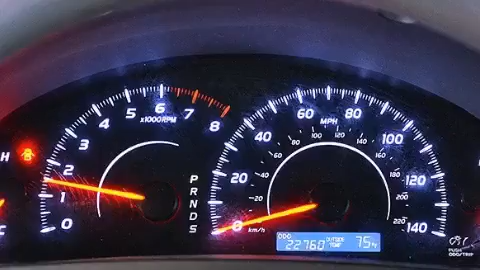 0
1
2
3
4
5
6
7
8
x1000RPM
H
C
P
R
N
D
S
0
20
40
60
80
100
120
140
MPH
km/h
20
40
60
80
100
120
140
160
180
200
220
ODO
22760
OUTSIDE
TEMP
75°F
PUSH
ODO/TRIP